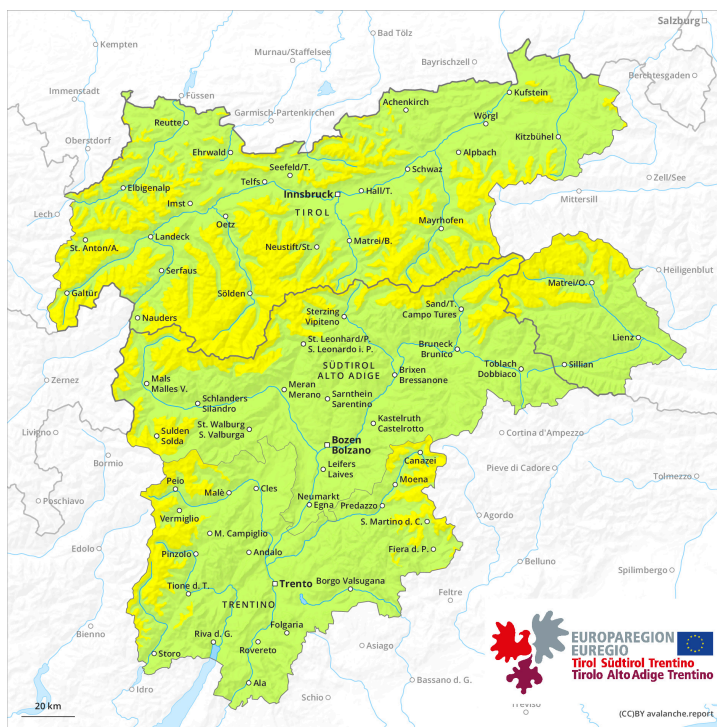 Salzburg
Kempten
Bad Tölz
Murnau/Staffelsee
Bayrischzell
Berchtesgaden
Immenstadt
Füssen
Garmisch-Partenkirchen
Achenkirch
Kufstein
Wörgl
Reutte
Oberstdorf
Ehrwald
Kitzbühel
Alpbach
Seefeld/T.
Telfs
Schwaz
Zell/See
Elbigenalp
Innsbruck
Hall/T.
Mittersill
Imst
TIROL
Lech
Oetz
Mayrhofen
Landeck
St. Anton/A.
Neustift/St.
Matrei/B.
Serfaus
Heiligenblut
Matrei/O.
Galtür
Sölden
Sand/T.
Campo Tures
Nauders
Sterzing
Vipiteno
Lienz
St. Leonhard/P.
S. Leonardo i. P.
Bruneck
Brunico
Toblach
Dobbiaco
Sillian
SÜDTIROL
ALTO ADIGE
Brixen
Bressanone
Zernez
Mals
Malles V.
Meran
Merano
Schlanders
Silandro
Sarnthein
Sarentino
Kastelruth
Castelrotto
St. Walburg
S. Valburga
Livigno
Sulden
Solda
Bozen
Bolzano
Cortina d'Ampezzo
Bormio
Canazei
Leifers
Laives
Pieve di Cadore
Tolmezzo
Peio
Moena
Malè
Cles
Poschiavo
Neumarkt
Egna
Predazzo
Vermiglio
Agordo
S. Martino d. C.
M. Campiglio
Edolo
Pinzolo
Andalo
Fiera d. P.
Belluno
Spilimbergo
Tione d. T.
Trento
Borgo Valsugana
Feltre
TRENTINO
Folgaria
Bienno
Riva d. G.
Rovereto
Asiago
Storo
Bassano d. G.
Ala
Idro
Schio
Treviso
EUROPAREGION
EUREGIO
Tirol Südtirol Trentino
Tirolo Alto Adige Trentino
20 km
(CC)BY avalanche.report